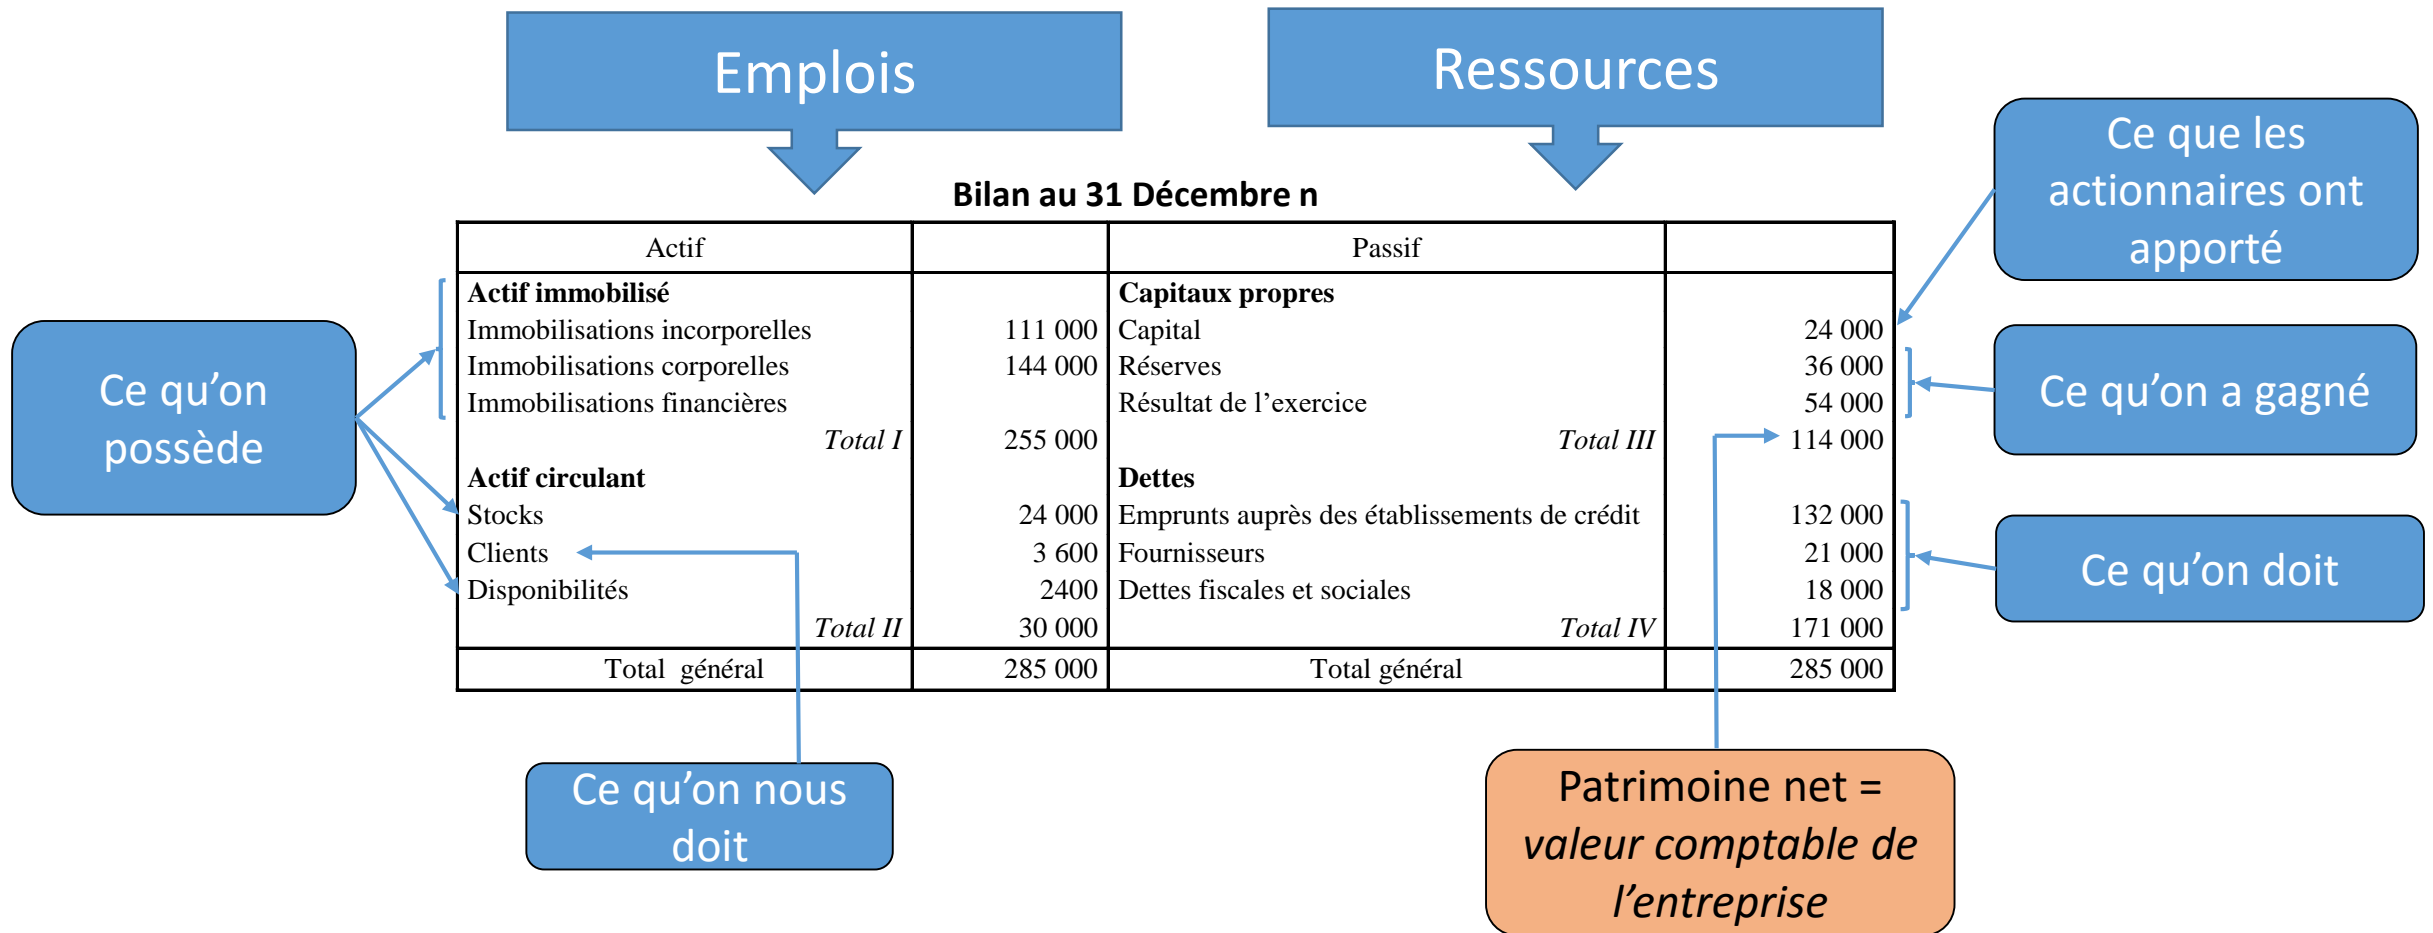 Emplois
Ressources
Bilan au 31 Décembre n
Actif
Passif
Actif immobilisé
Capitaux propres
Immobilisations incorporelles 111 000 Capital 24 000
Immobilisations corporelles 144 000 Réserves 36 000
Immobilisations financières Résultat de l’exercice 54 000
Total I 255 000 Total III 114 000
Actif circulant
Dettes
Stocks 24 000 Emprunts auprès des établissements de crédit 132 000
Clients 3 600 Fournisseurs 21 000
Disponibilités 2400 Dettes fiscales et sociales 18 000
Total II 30 000 Total IV 171 000
Total général 285 000 Total général 285 000
Ce qu’on
possède
Ce que les
actionnaires ont
apporté
Ce qu’on a gagné
Ce qu’on doit
Ce qu’on nous
doit
Patrimoine net =
valeur comptable de
l’entreprise